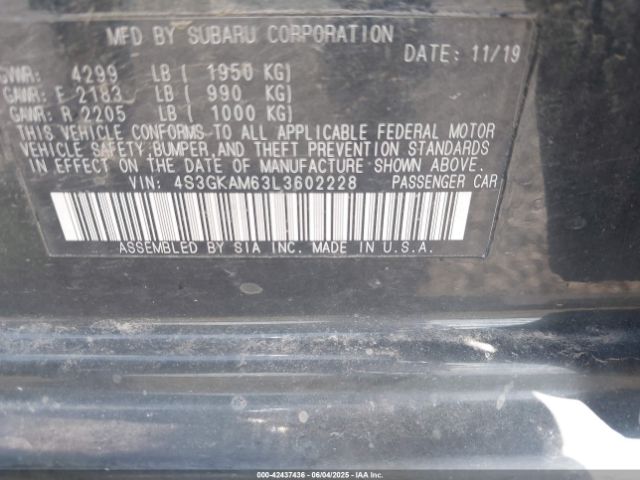 MFD BY SUBARU CORPORATION
DATE: 11/19
GVWR: 4299 LB ( 1950 KG)
GAWR: F 2183 LB ( 990 KG)
GAWR: R 2205 LB ( 1000 KG)
THIS VEHICLE CONFORMS TO ALL APPLICABLE FEDERAL MOTOR
VEHICLE SAFETY, BUMPER, AND THEFT PREVENTION STANDARDS
IN EFFECT ON THE DATE OF MANUFACTURE SHOWN ABOVE.
VIN: 4S3GKAM63L3602228 PASSENGER CAR
ASSEMBLED BY SIA INC. MADE IN U.S.A.
000-42437436 - 06/04/2025 - IAAI.COM